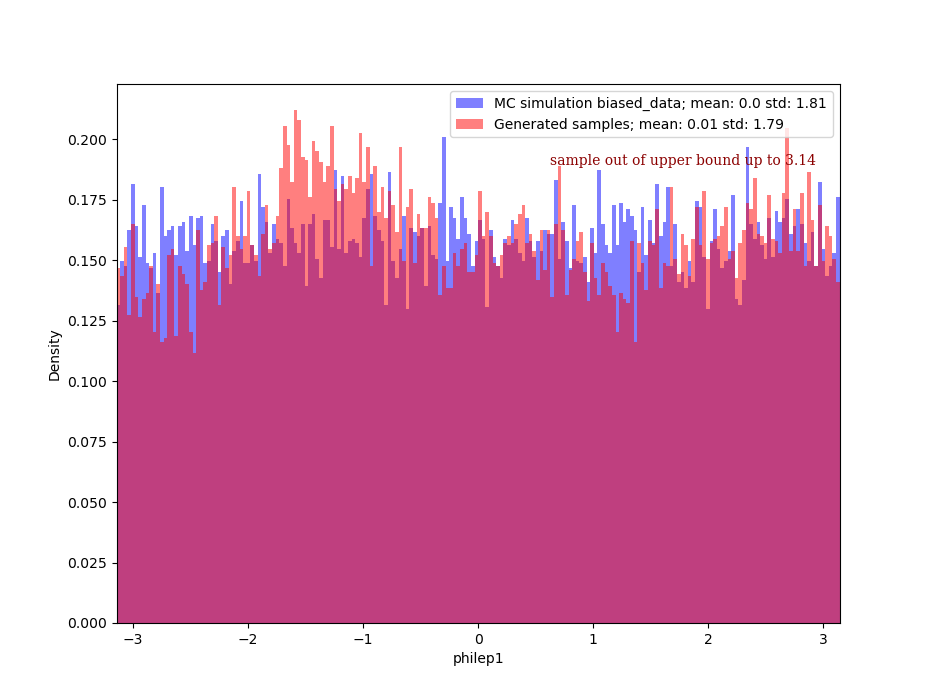 MC simulation biased_data; mean: 0.0 std: 1.81
Generated samples; mean: 0.01 std: 1.79
sample out of upper bound up to 3.14
0.200
0.175
0.150
0.125
0.100
0.075
0.050
0.025
0.000
Density
−3 −2 −1 0 1 2 3
philep1